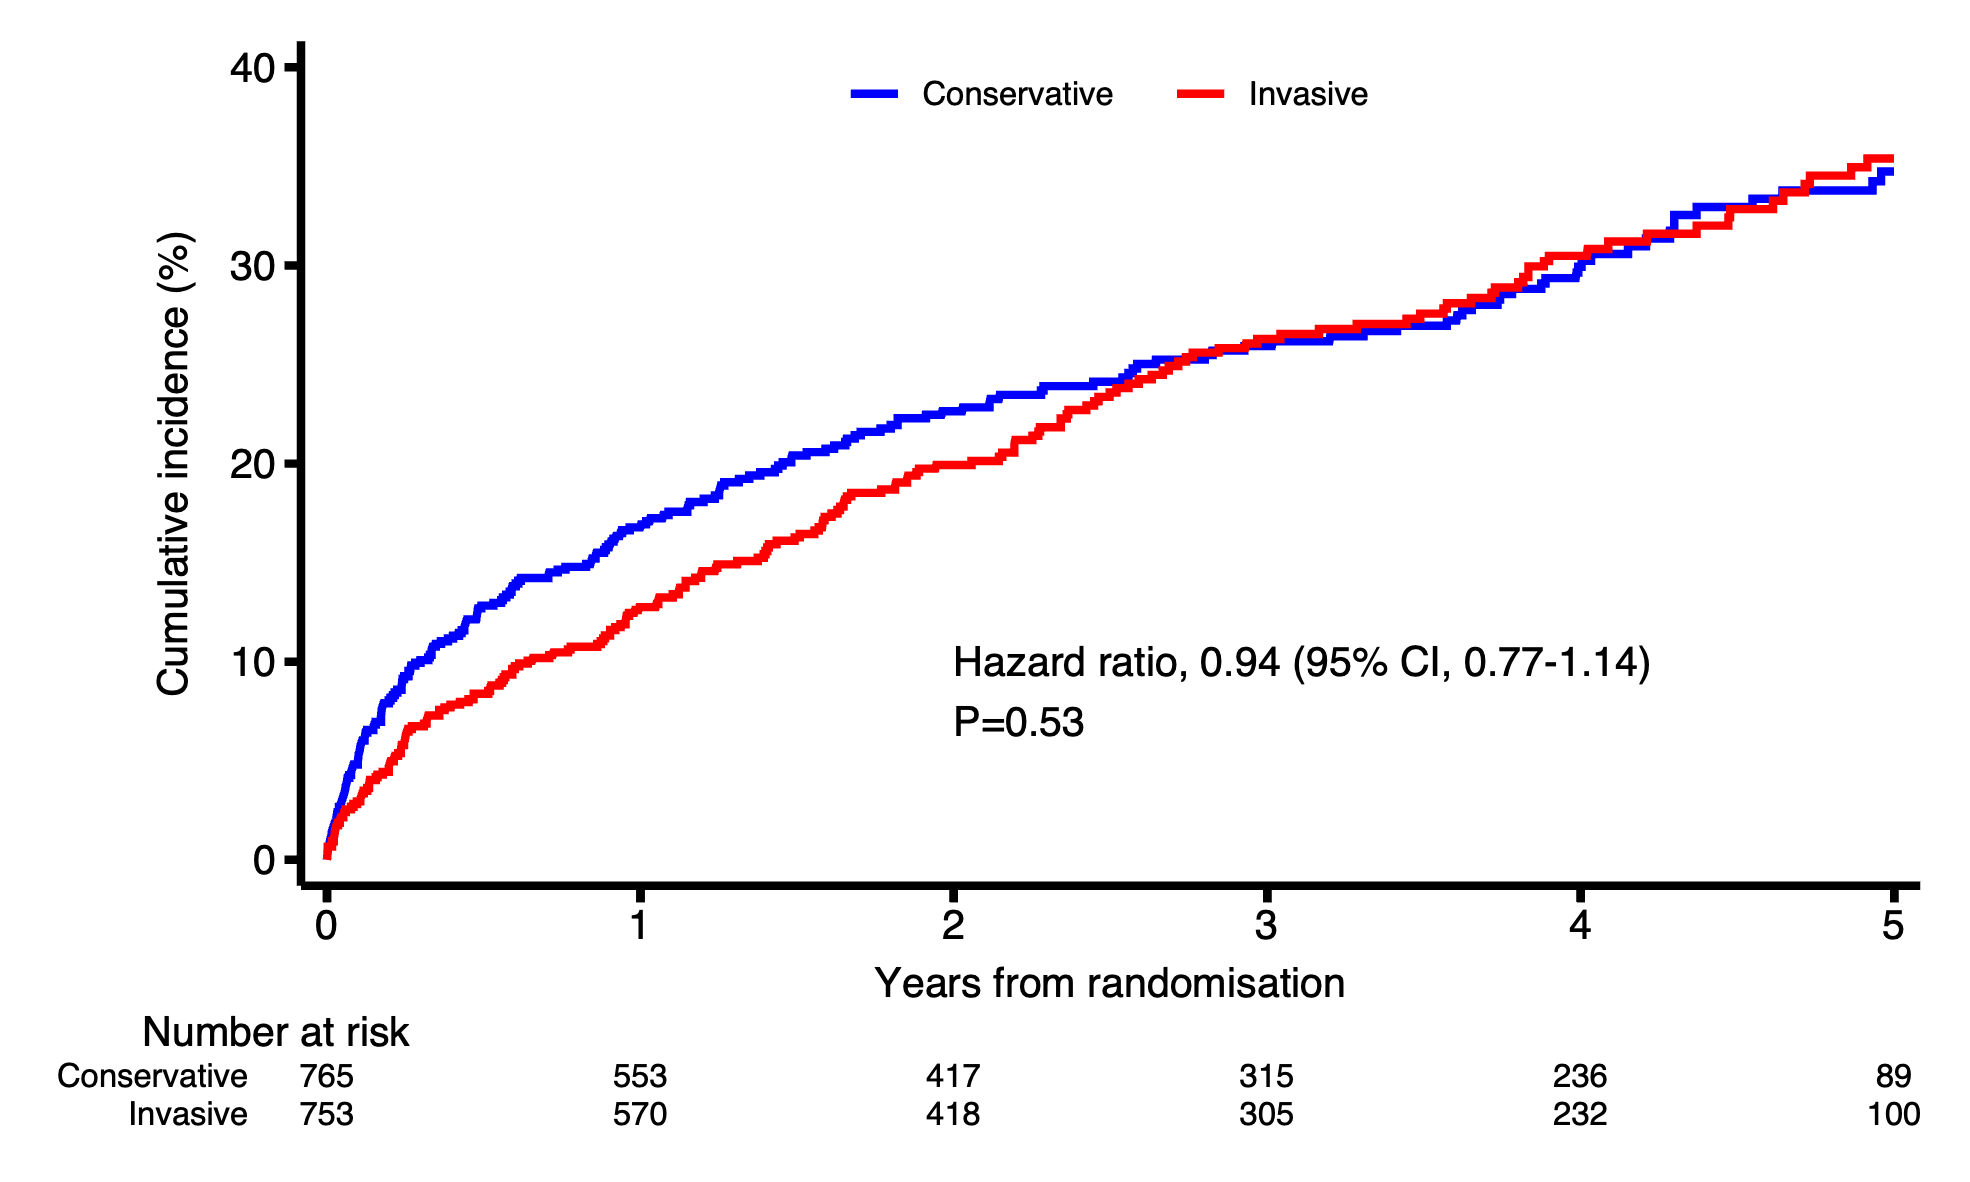 40
Conservative Invasive
30
20
10
0
Cumulative incidence (%)
Hazard ratio, 0.94 (95% CI, 0.77-1.14)
P=0.53
0 1 2 3 4 5
Years from randomisation
Number at risk
Conservative 765 553 417 315 236 89
Invasive 753 570 418 305 232 100